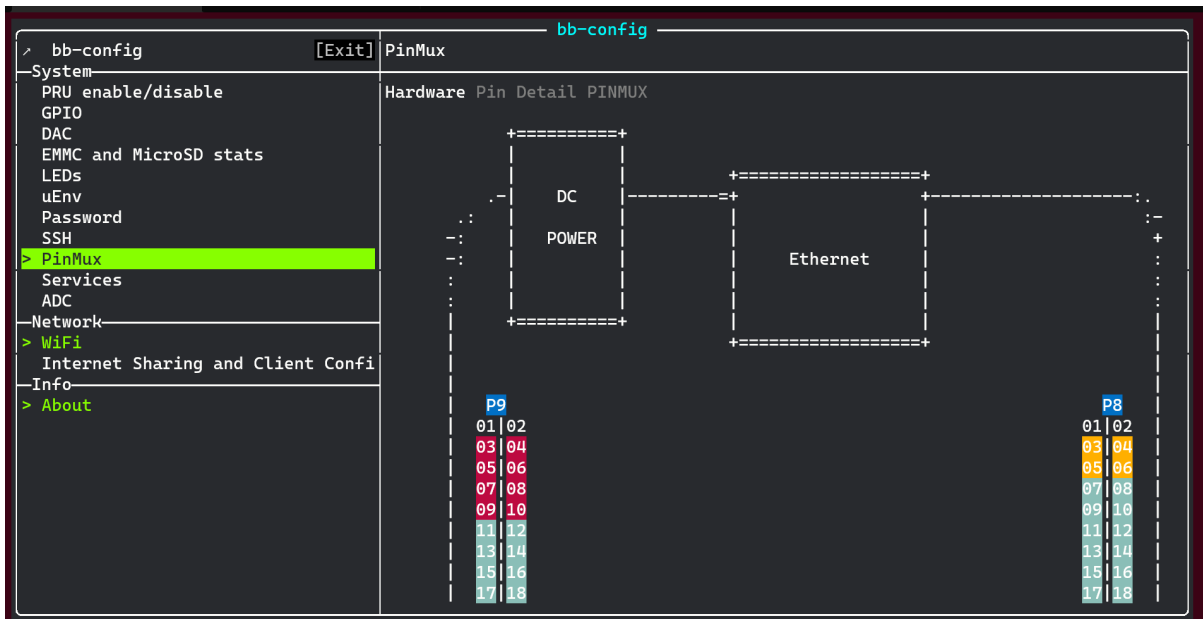 bb-config
bb-config [Exit]
System
PRU enable/disable
GPIO
DAC
EMMC and MicroSD stats
LEDs
uEnv
Password
SSH
> PinMux
Services
ADC
Network
> WiFi
Internet Sharing and Client Confi
Info
> About
PinMux
Hardware Pin Detail PINMUX
DC
POWER
Ethernet
P9
01|02
03|04
05|06
07|08
09|10
11|12
13|14
15|16
17|18
P8
01|02
03|04
05|06
07|08
09|10
11|12
13|14
15|16
17|18